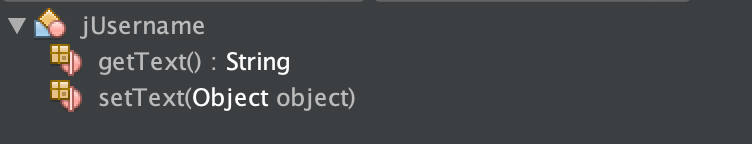 jUsername
getText() : String
setText(Object object)